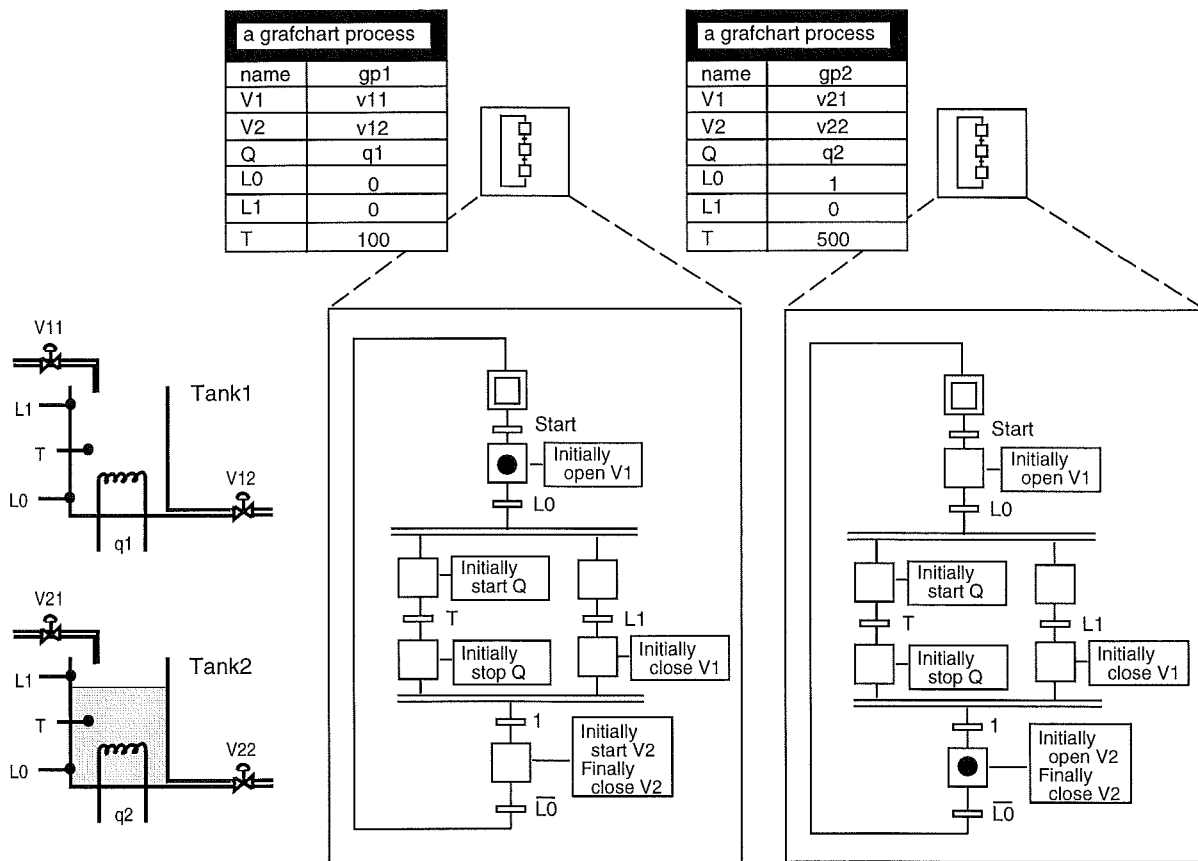 a grafchart process
name gp1
V1 v11
V2 v12
Q q1
L0 0
L1 0
T 100
a grafchart process
name gp2
V1 v21
V2 v22
Q q2
L0 1
L1 0
T 500
V11
L1
Tank1
T
L0
V12
q1
V21
L1
Tank2
T
L0
V22
q2
Start
Initially
open V1
L0
Initially
start Q
T
L1
Initially
stop Q
Initially
close V1
1
Initially
start V2
Finally
close V2
L̅0̅
Start
Initially
open V1
L0
Initially
start Q
T
L1
Initially
stop Q
Initially
close V1
1
Initially
open V2
Finally
close V2
L̅0̅